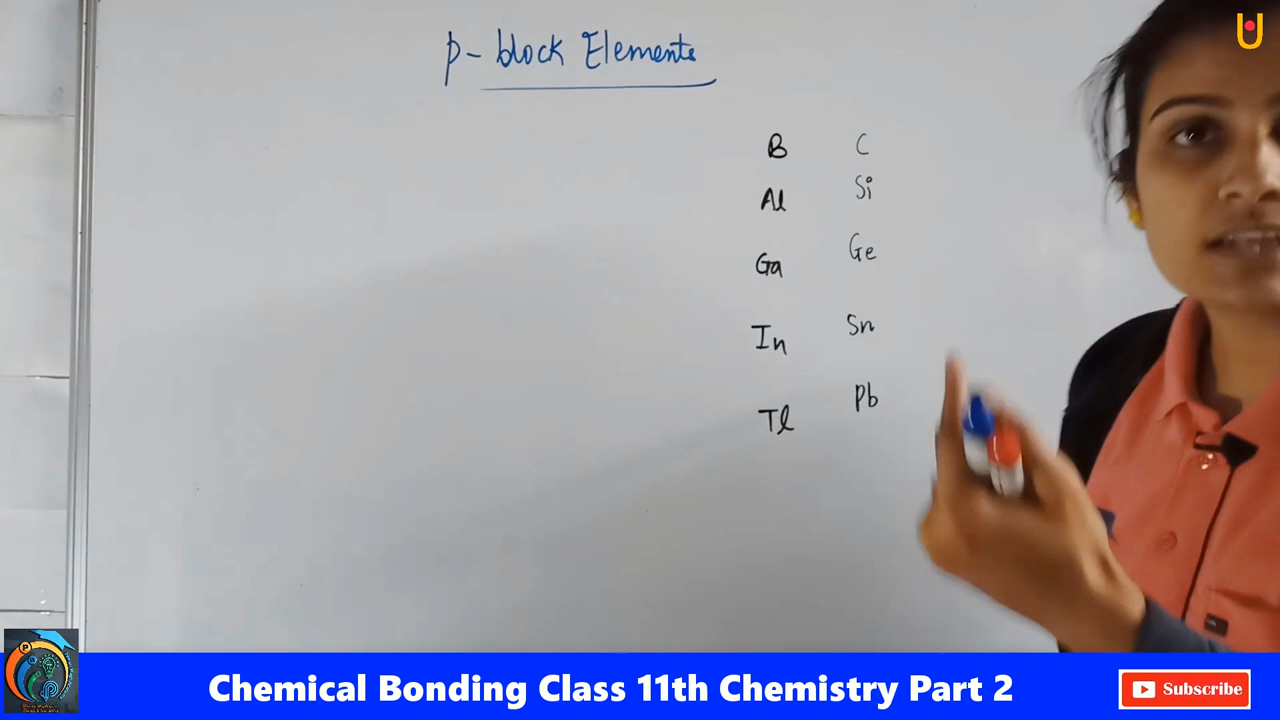 p-block Elements
B C
Al Si
Ga Ge
In Sn
Tl Pb
Chemical Bonding Class 11th Chemistry Part 2
Subscribe